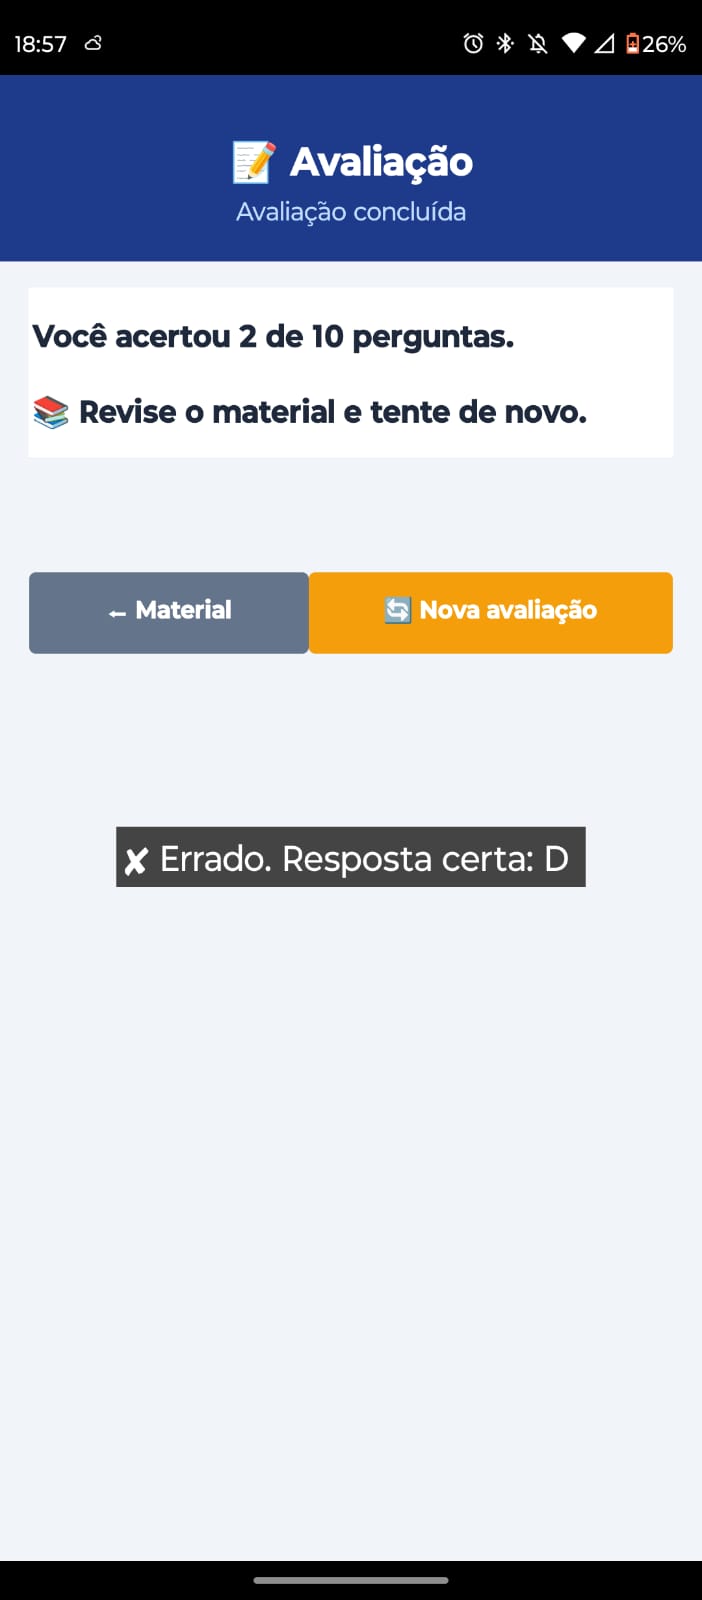 18:57
26%
Avaliação
Avaliação concluída
Você acertou 2 de 10 perguntas.
Revise o material e tente de novo.
← Material
Nova avaliação
✘ Errado. Resposta certa: D